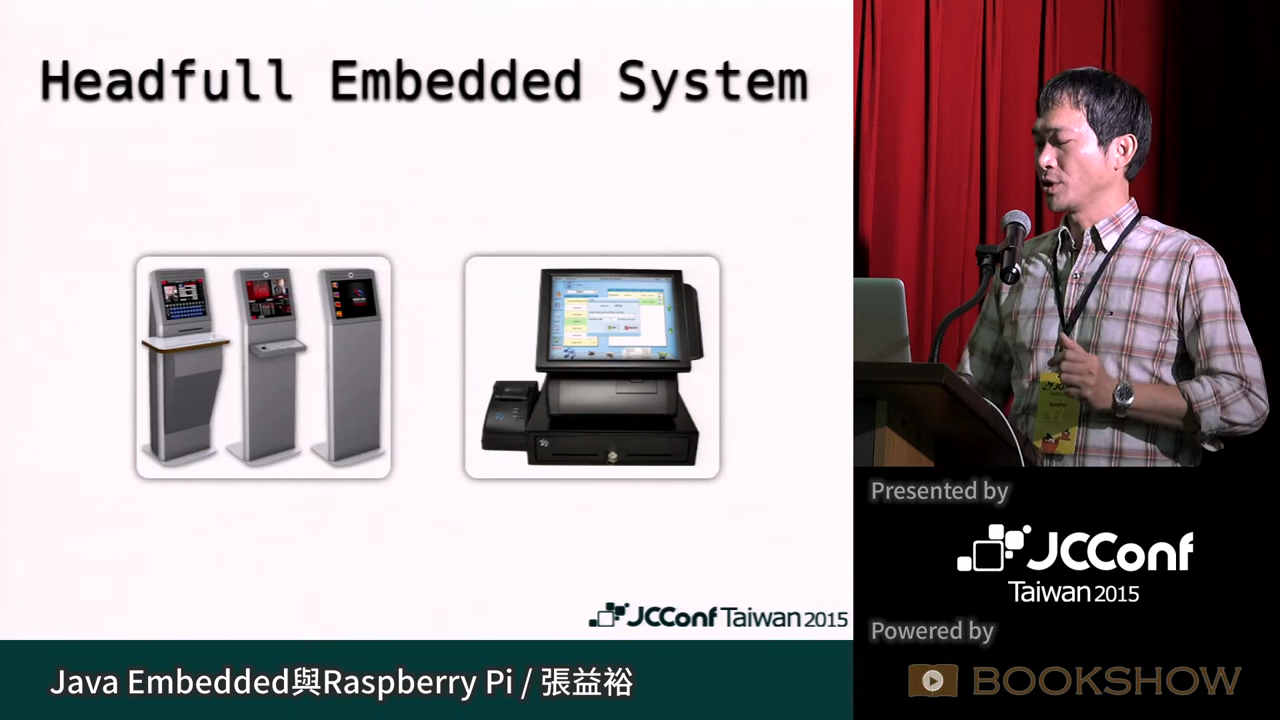 Headfull Embedded System
JCConf Taiwan 2015
Java Embedded與Raspberry Pi / 張益裕
Presented by
JCConf
Taiwan 2015
Powered by
BOOKSHOW